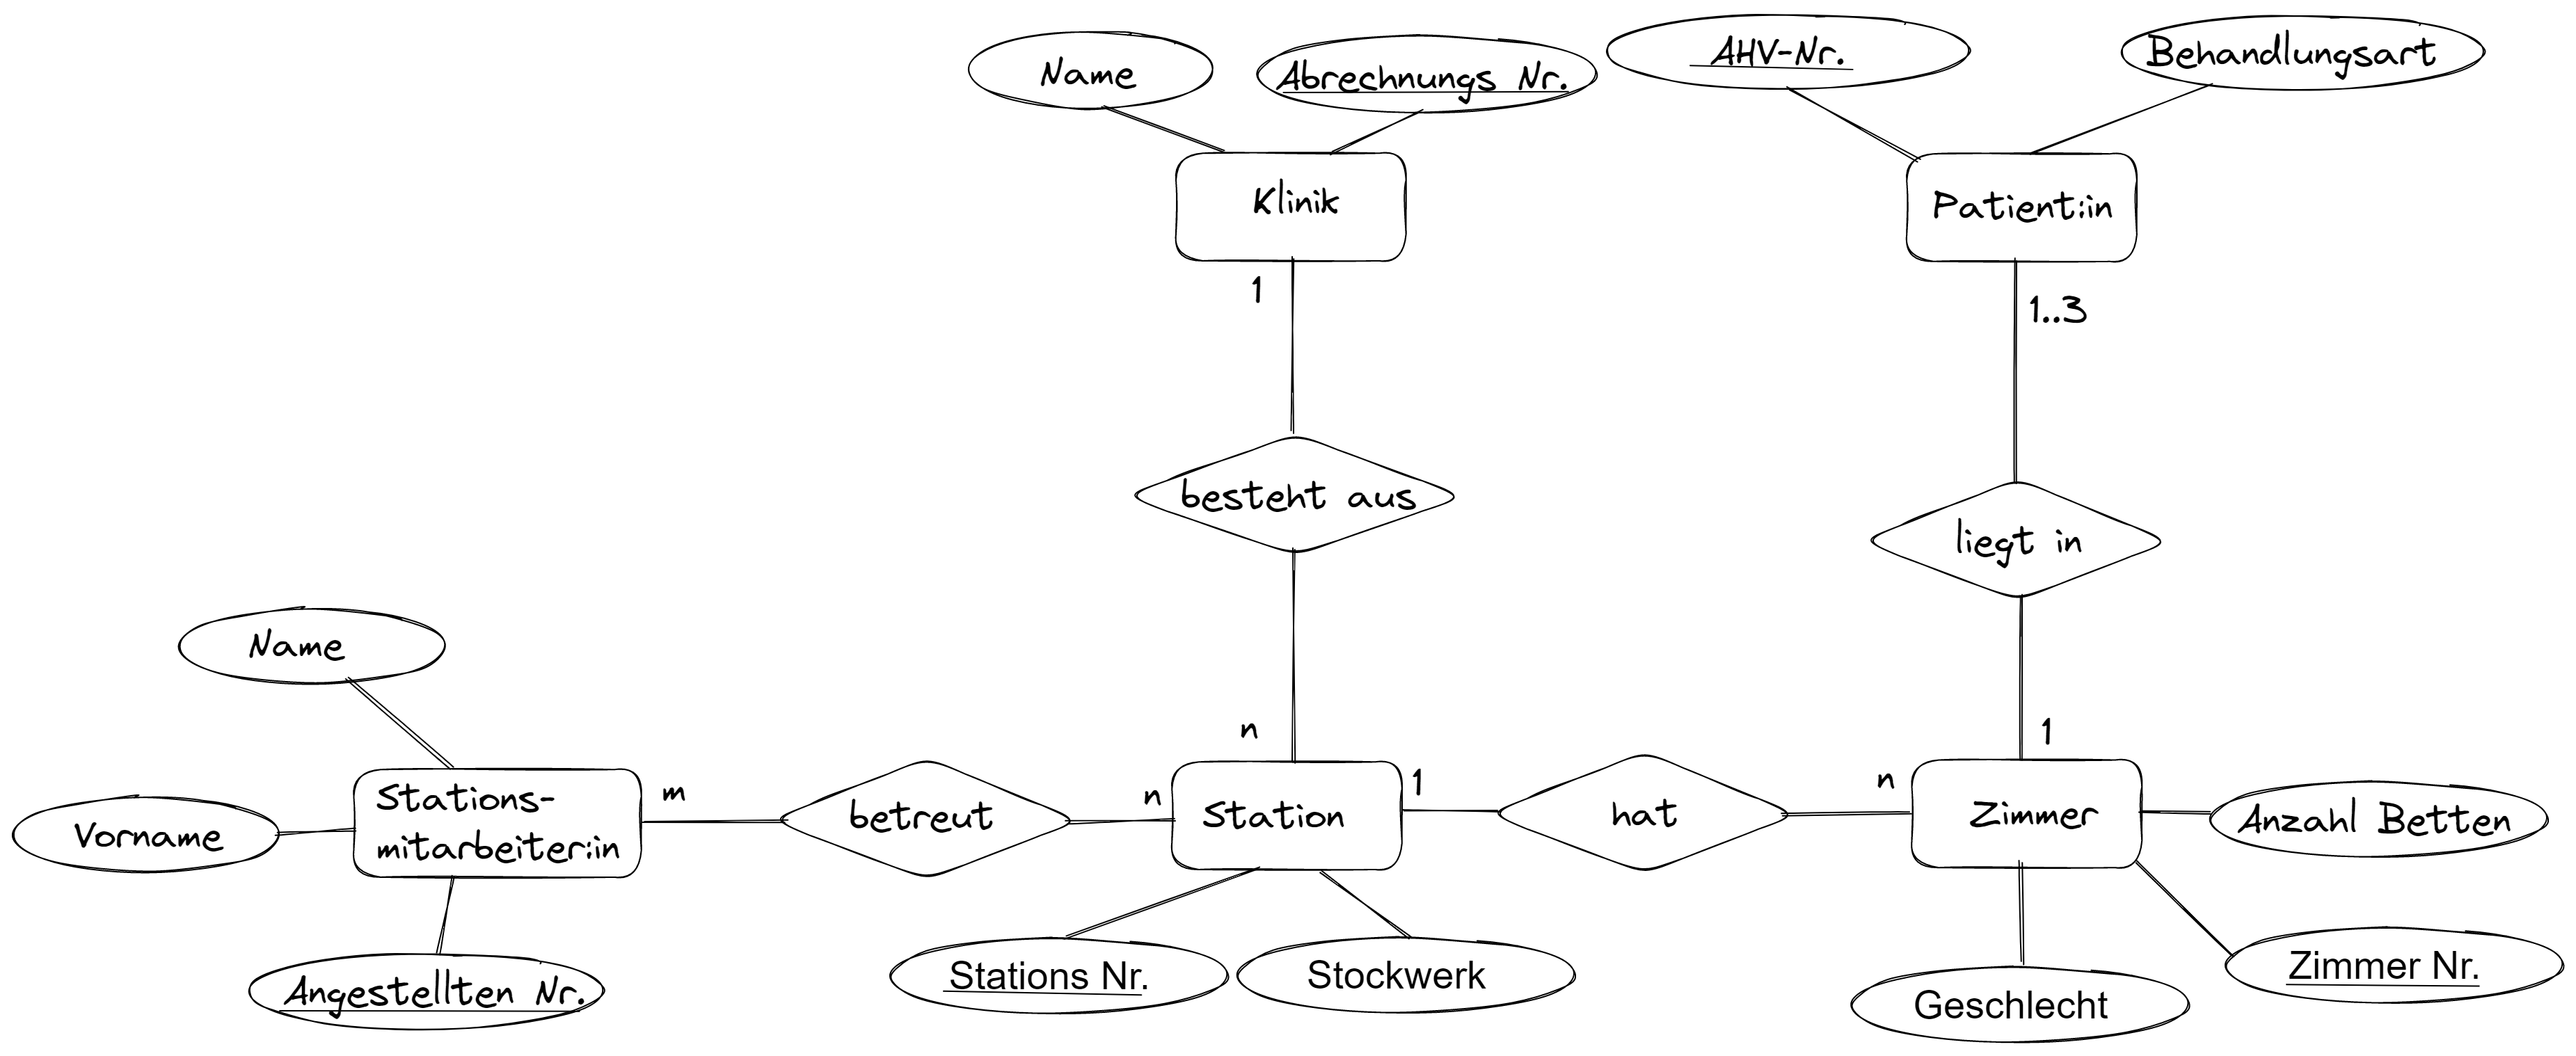 Name
Abrechnungs Nr.
AHV-Nr.
Behandlungsart
Klinik
Patient:in
1
1..3
besteht aus
liegt in
Name
n
1
Stations-
mitarbeiter:in
Vorname
m
betreut
n
Station
1
hat
n
Zimmer
Anzahl Betten
Angestellten Nr.
Stations Nr.
Stockwerk
Geschlecht
Zimmer Nr.